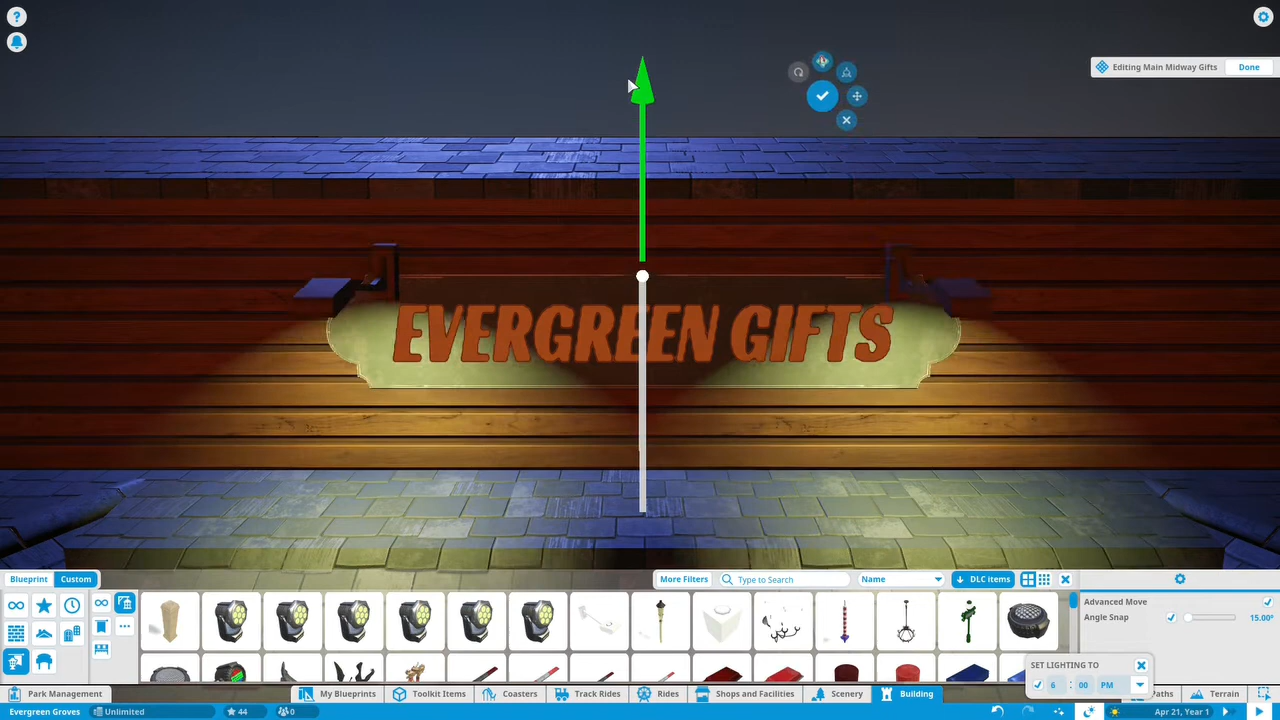 ?
Editing Main Midway Gifts
Done
EVERGREEN GIFTS
Blueprint
Custom
More Filters
Type to Search
Name
DLC items
Advanced Move
Angle Snap
15.00°
SET LIGHTING TO
6 : 00 PM
Park Management
My Blueprints
Toolkit Items
Coasters
Track Rides
Rides
Shops and Facilities
Scenery
Building
Paths
Terrain
Evergreen Groves
Unlimited
44
0
Apr 21, Year 1